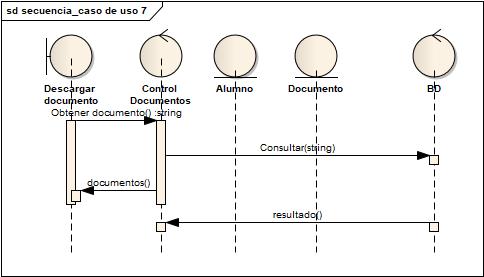 sd secuencia_caso de uso 7
Descargar
documento
Control
Documentos
Alumno
Documento
BD
Obtener documento() :string
Consultar(string)
documentos()
resultado()